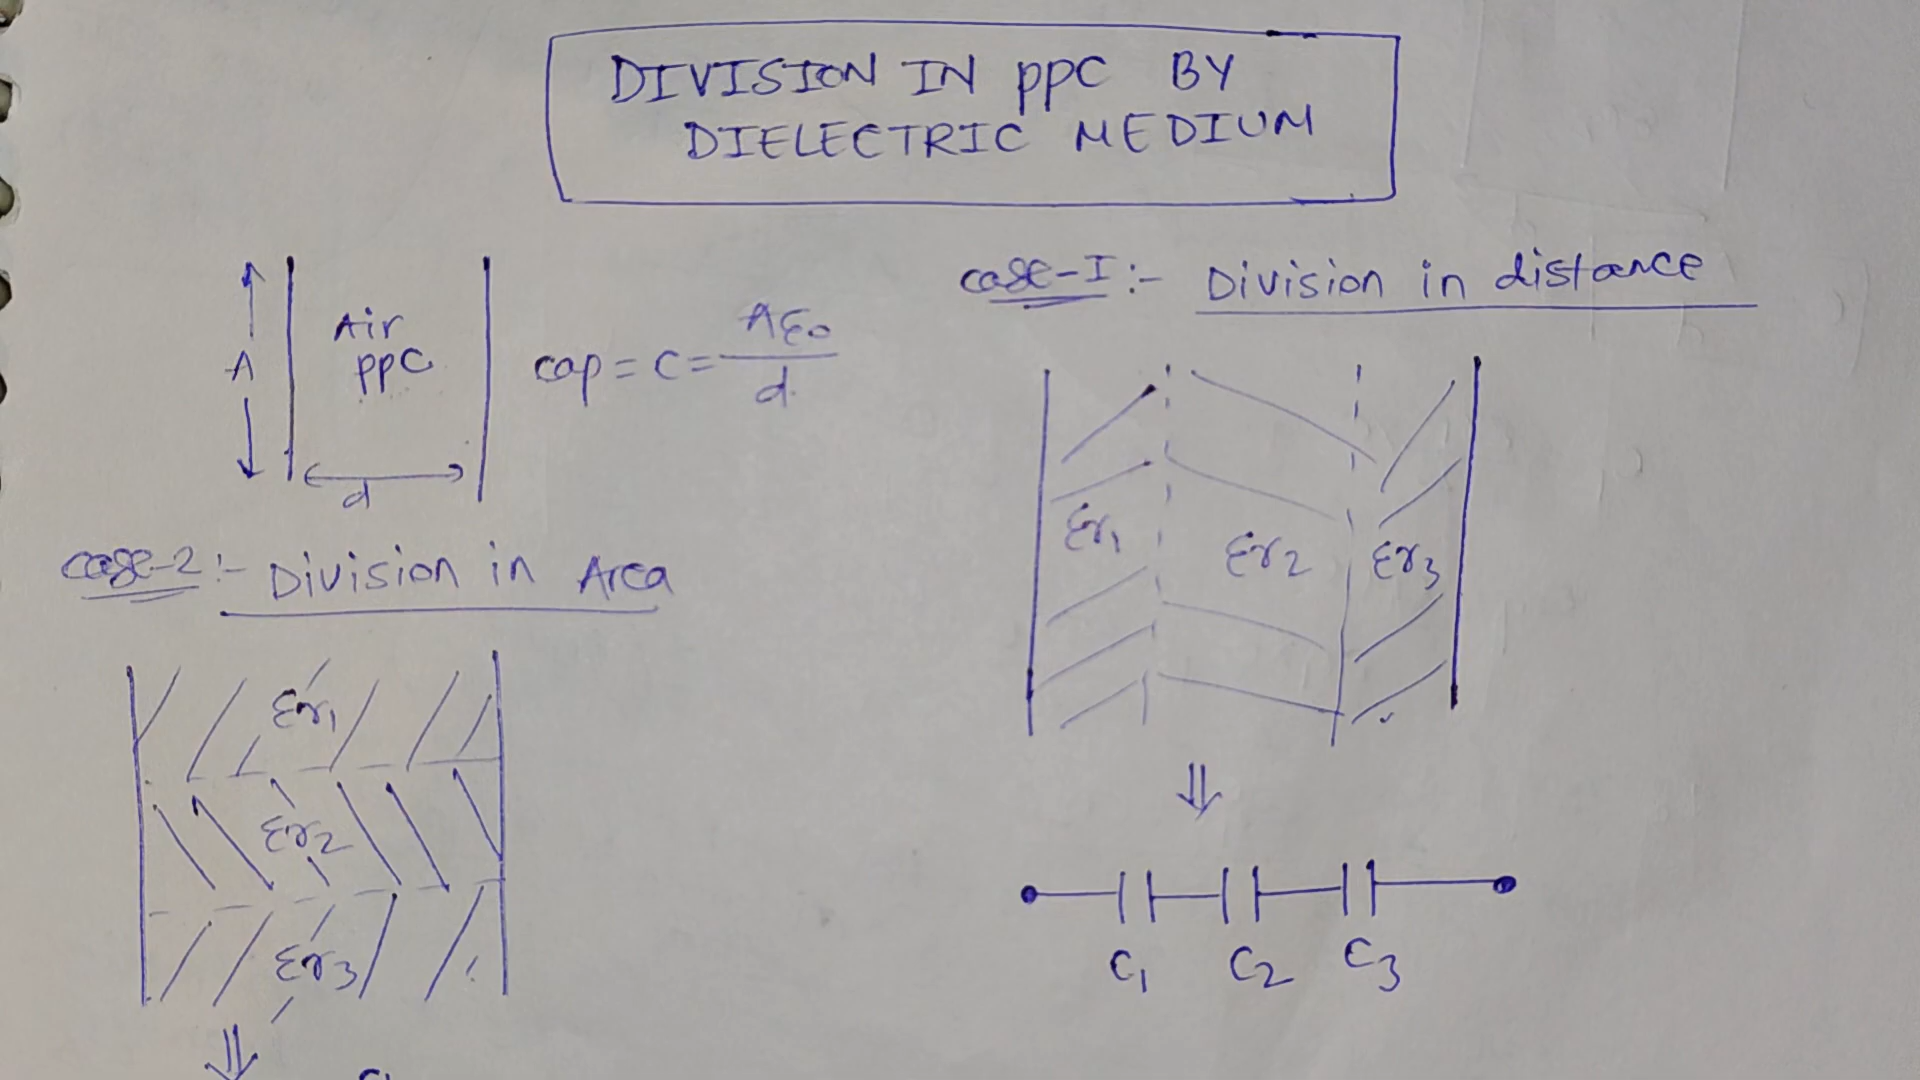 DIVISION IN ppC BY
DIELECTRIC MEDIUM
A
Air
ppC
d
cap = C = Aε₀/d
case-I :- Division in distance
εr₁ εr₂ εr₃
⇓
C₁ C₂ C₃
case-2 :- Division in Area
εr₁
εr₂
εr₃
⇓